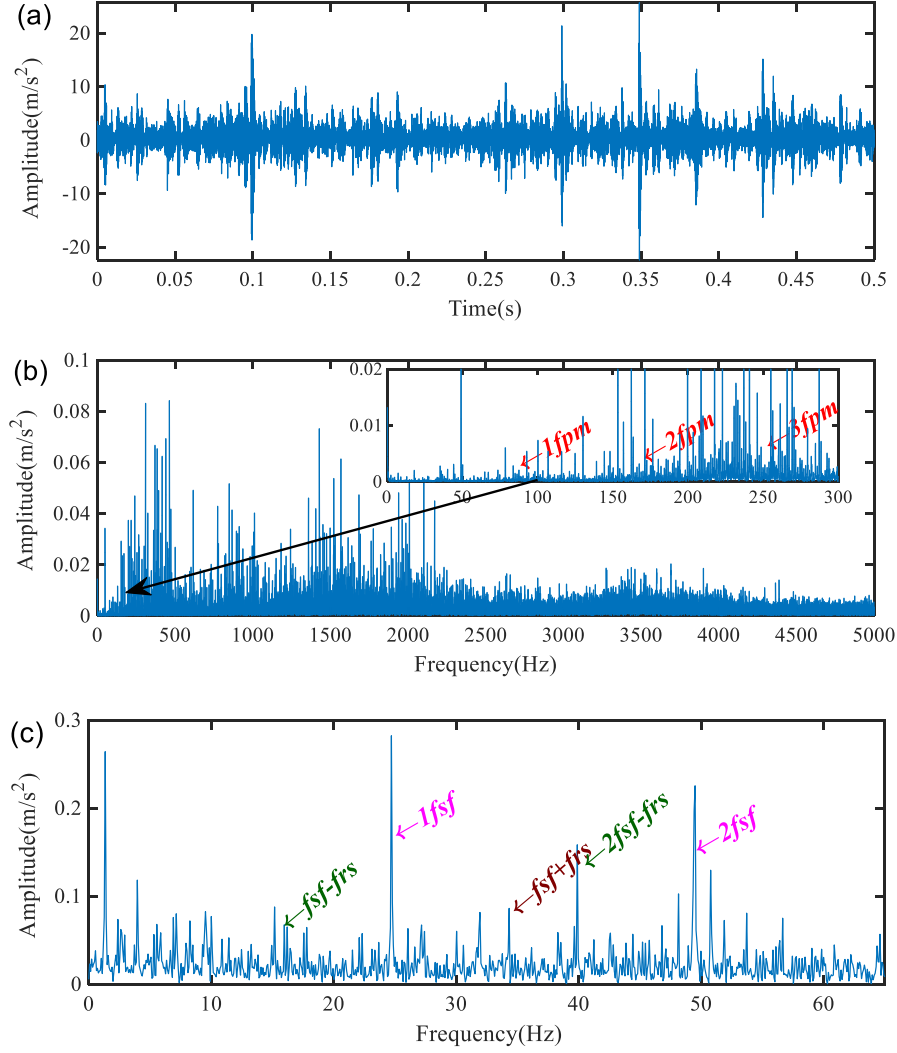 (a)
20
10
0
-10
-20
Amplitude(m/s²)
0 0.05 0.1 0.15 0.2 0.25 0.3 0.35 0.4 0.45 0.5
Time(s)
(b)
0.1
0.08
0.06
0.04
0.02
0
Amplitude(m/s²)
0.02
0.01
0
←1fpm ←2fpm ←3fpm
0 50 100 150 200 250 300
0 500 1000 1500 2000 2500 3000 3500 4000 4500 5000
Frequency(Hz)
(c)
0.3
0.2
0.1
0
Amplitude(m/s²)
←fsf-frs
←1fsf
←fsf+frs
←2fsf-frs
←2fsf
0 10 20 30 40 50 60
Frequency(Hz)